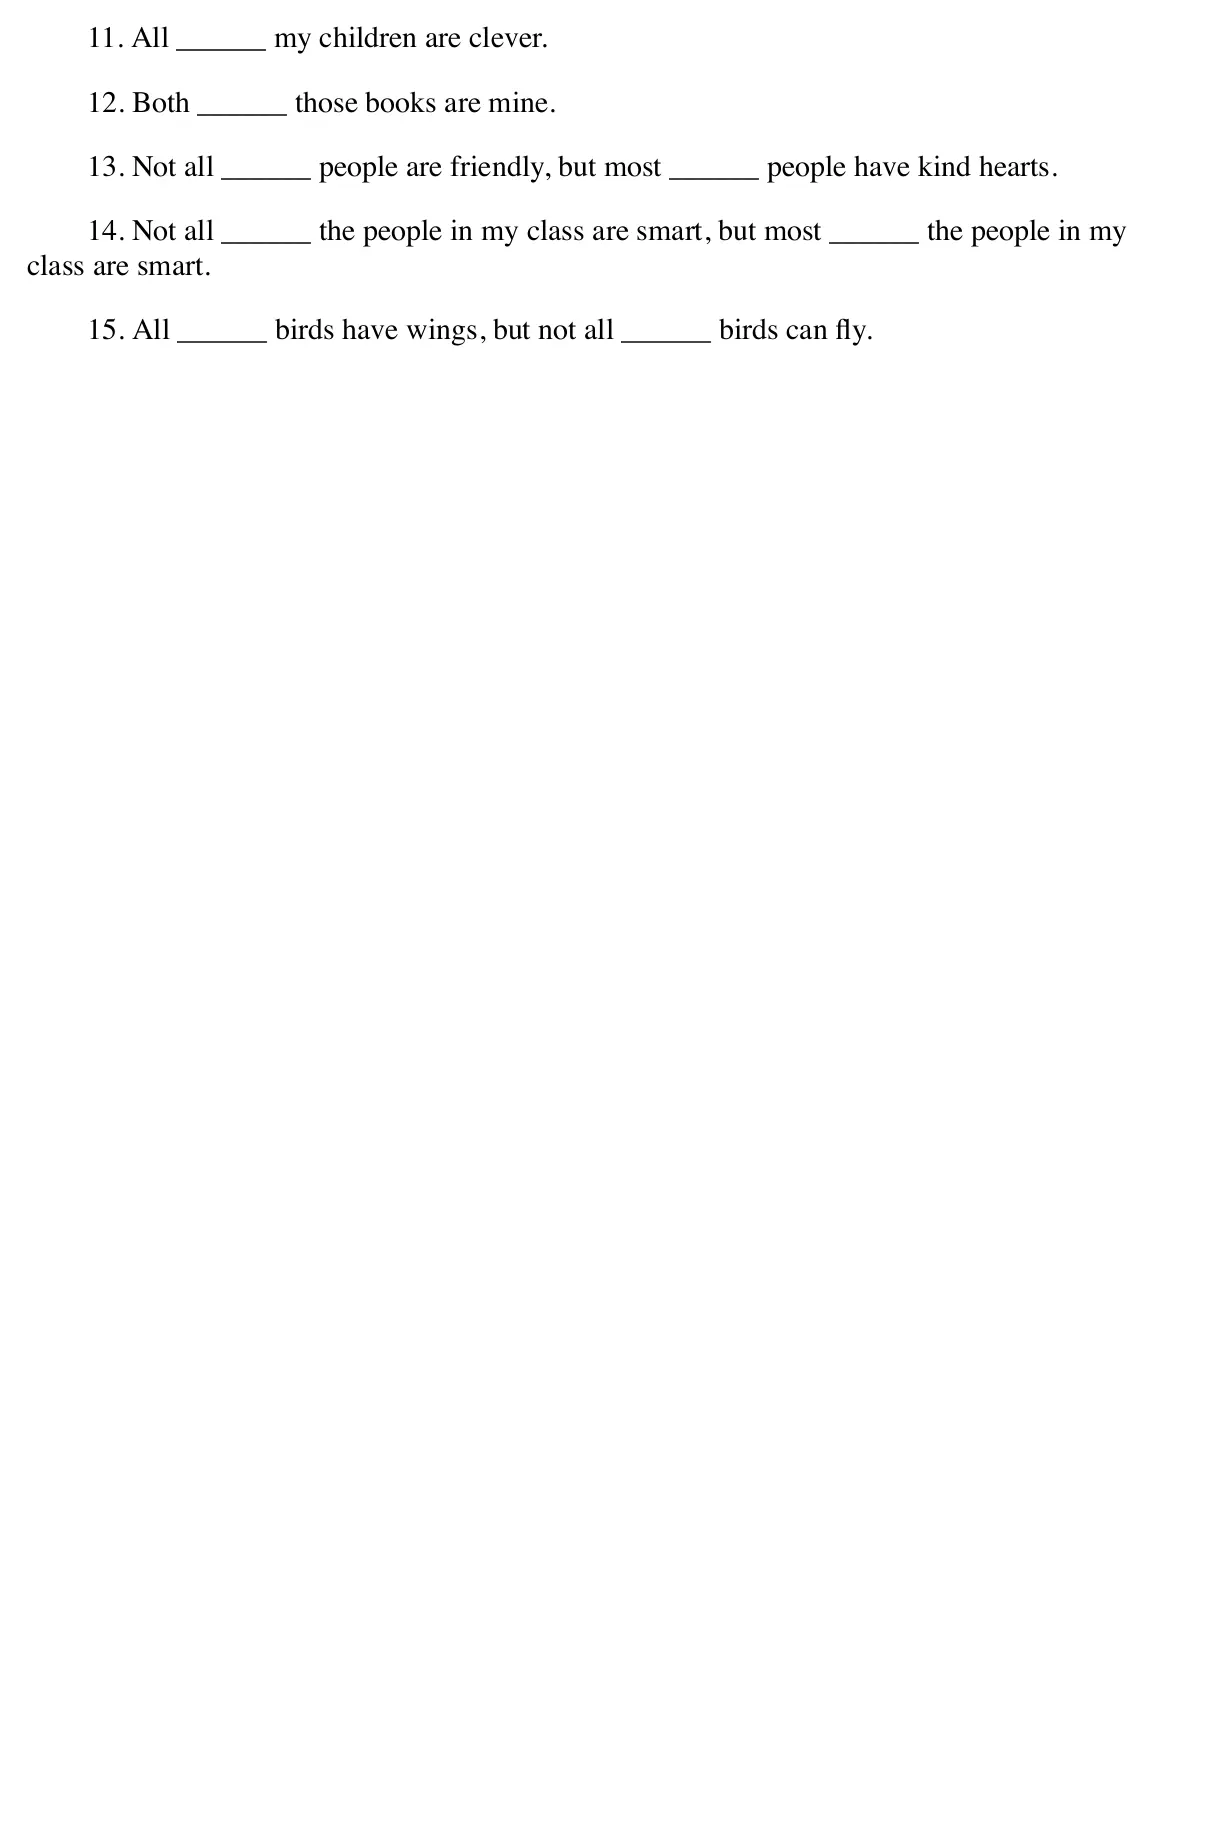 11. All ______ my children are clever.
12. Both ______ those books are mine.
13. Not all ______ people are friendly, but most ______ people have kind hearts.
14. Not all ______ the people in my class are smart, but most ______ the people in my
class are smart.
15. All ______ birds have wings, but not all ______ birds can fly.